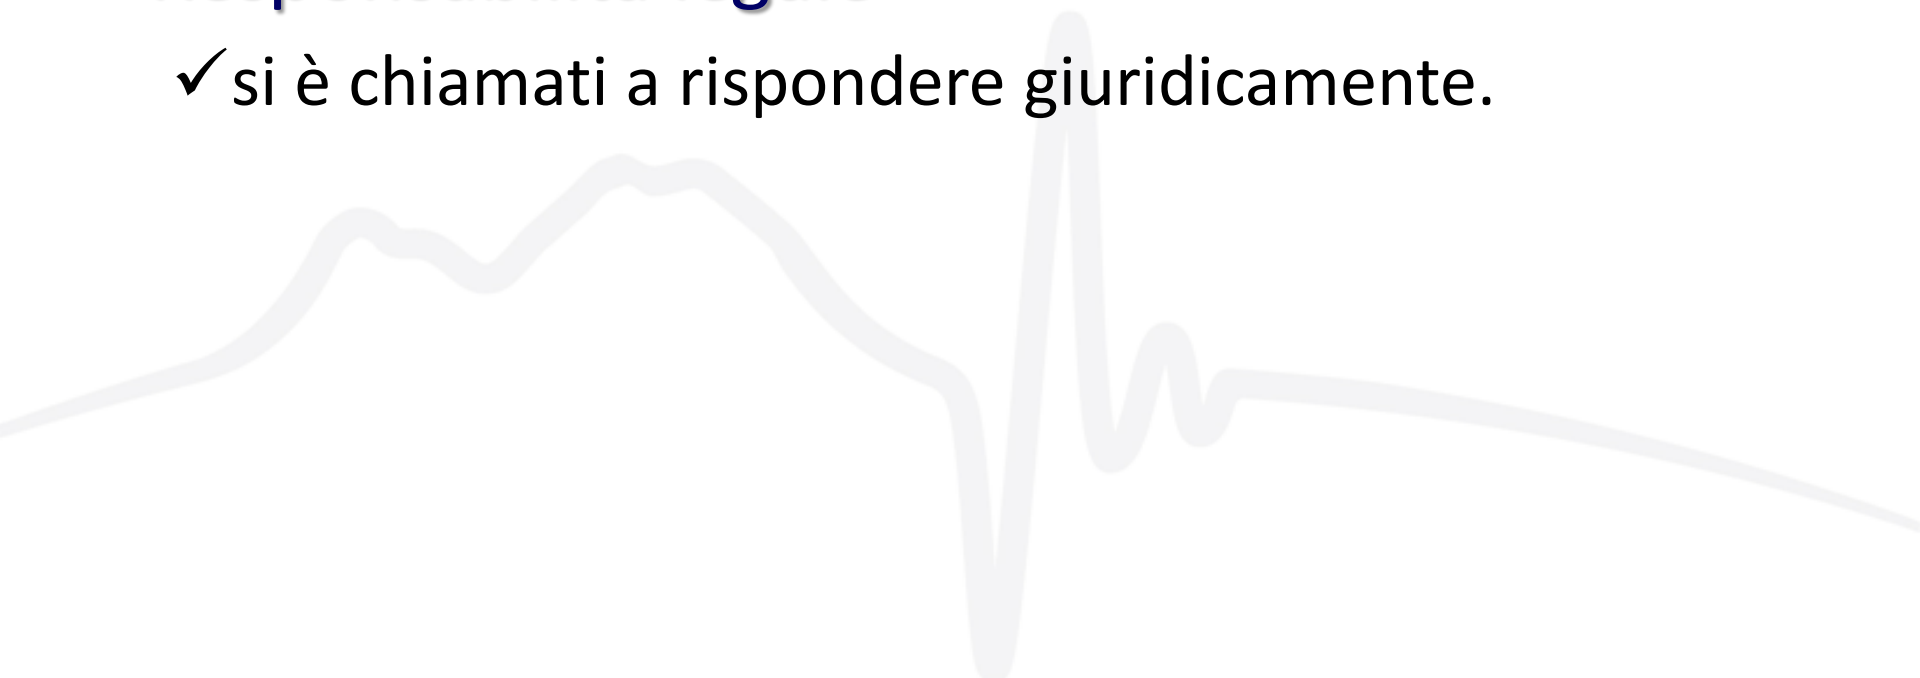 ✓si è chiamati a rispondere giuridicamente.